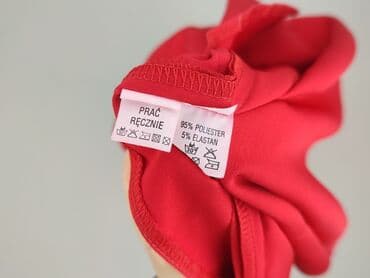 PRAĆ
RĘCZNIE
95% POLIESTER
5% ELASTAN